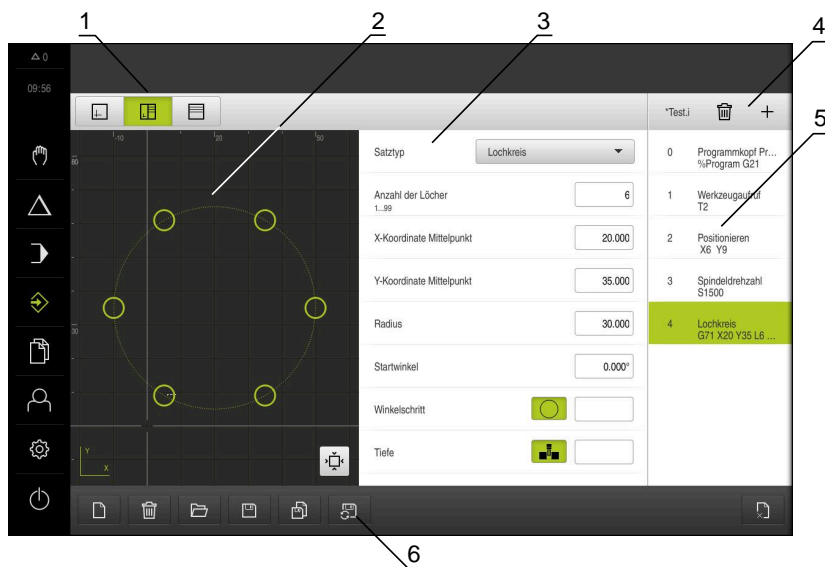 1
2
3
4
5
6
0
09:56
*Test.i
-10
20
50
80
30
Y
X
Satztyp
Lochkreis
Anzahl der Löcher
1...99
6
X-Koordinate Mittelpunkt
20.000
Y-Koordinate Mittelpunkt
35.000
Radius
30.000
Startwinkel
0.000°
Winkelschritt
Tiefe
0 Programmkopf Pr...
%Program G21
1 Werkzeugaufruf
T2
2 Positionieren
X6 Y9
3 Spindeldrehzahl
S1500
4 Lochkreis
G71 X20 Y35 L6 ...